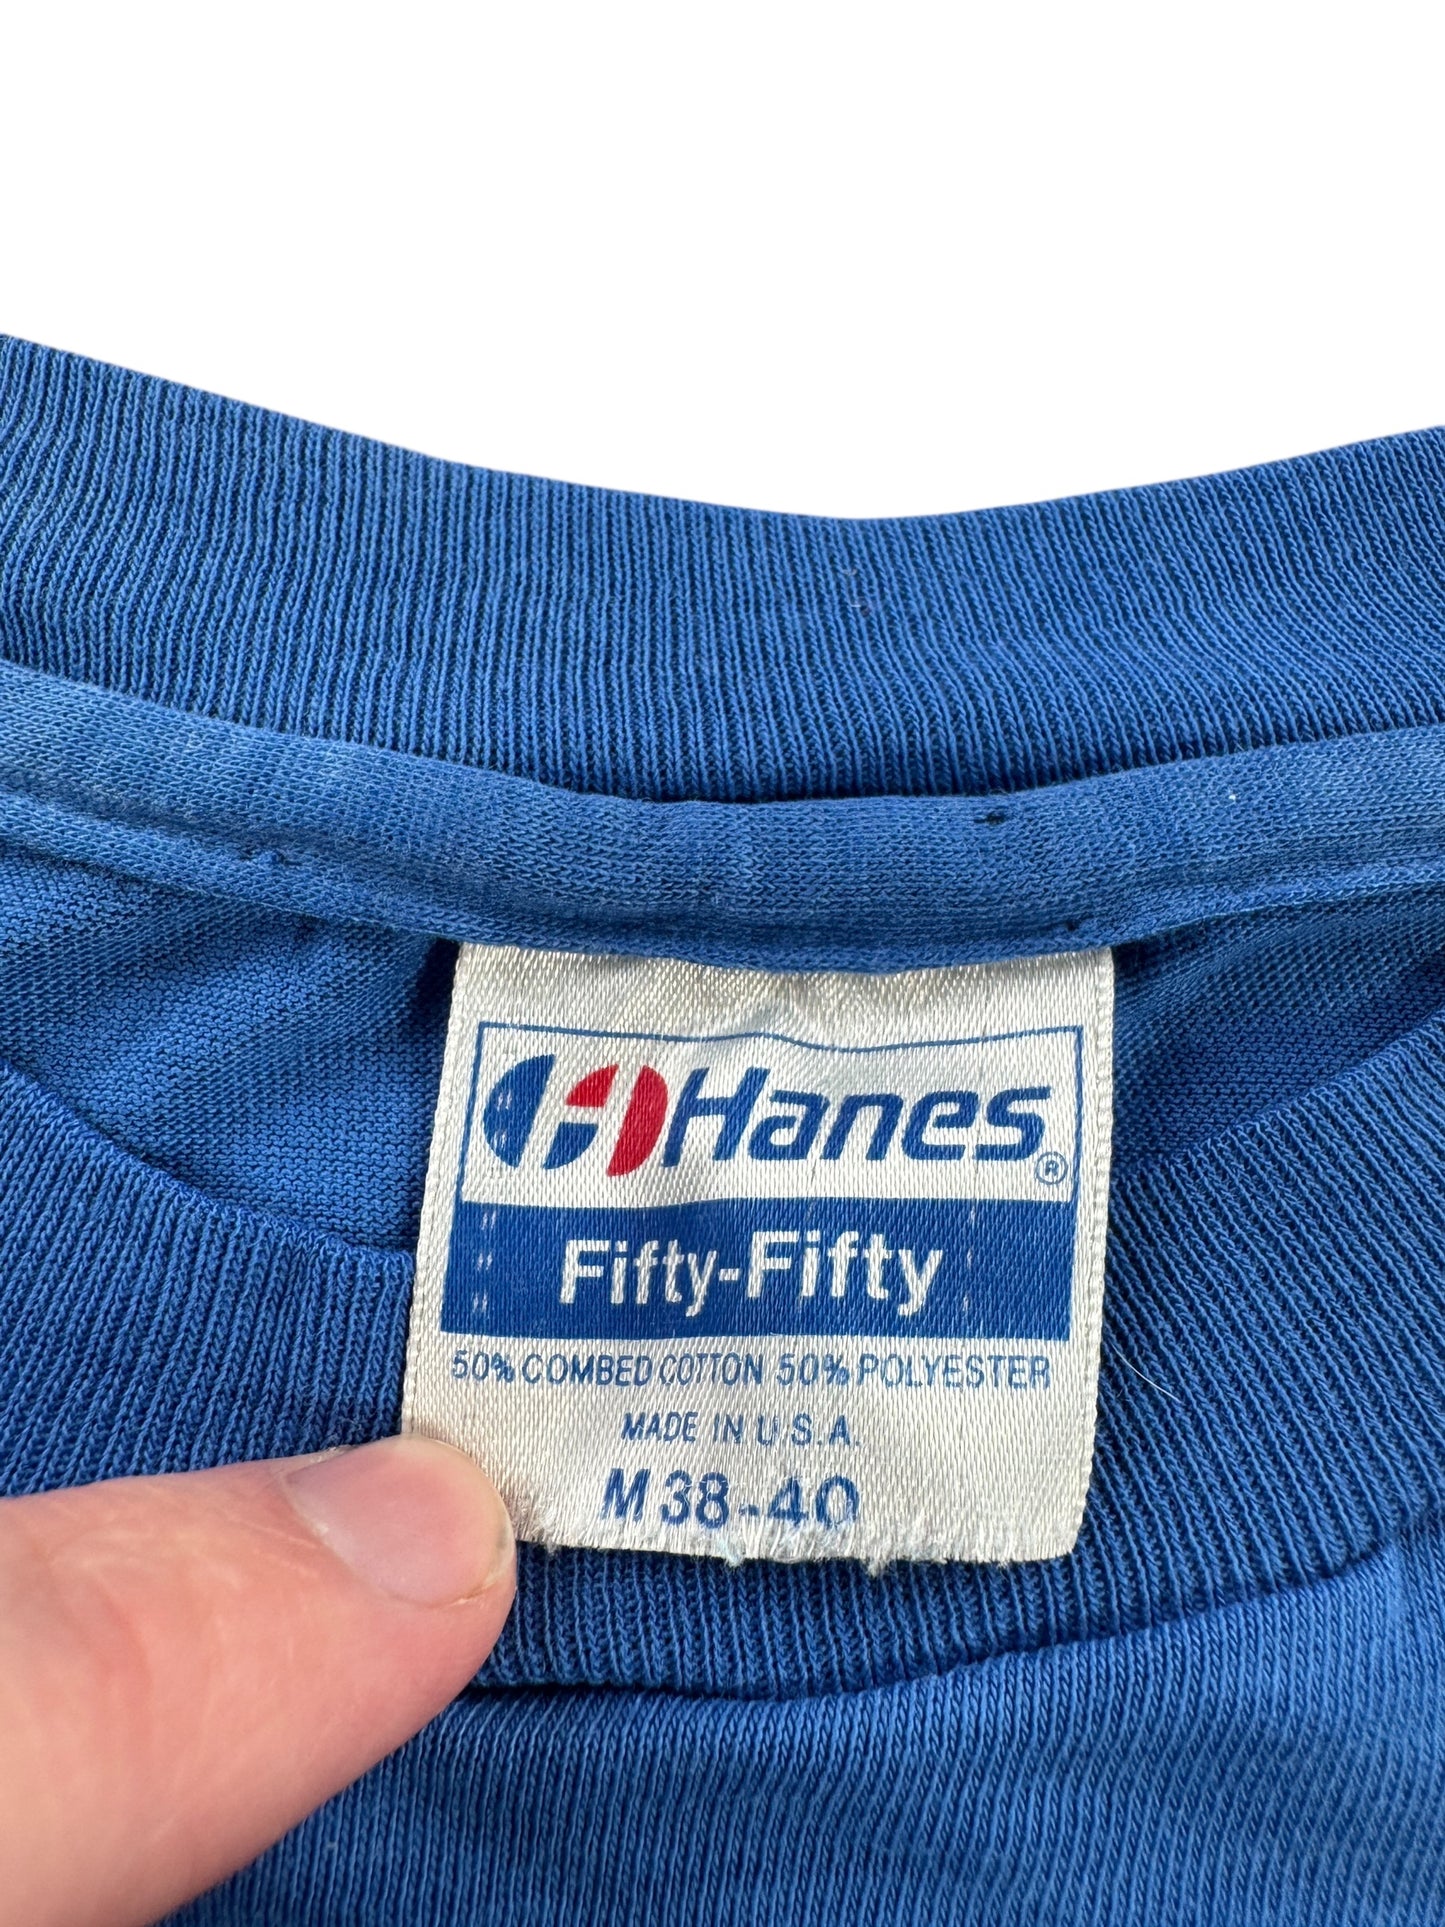 Hanes®
Fifty-Fifty
50% COMBED COTTON 50% POLYESTER
MADE IN U.S.A.
M 38-40